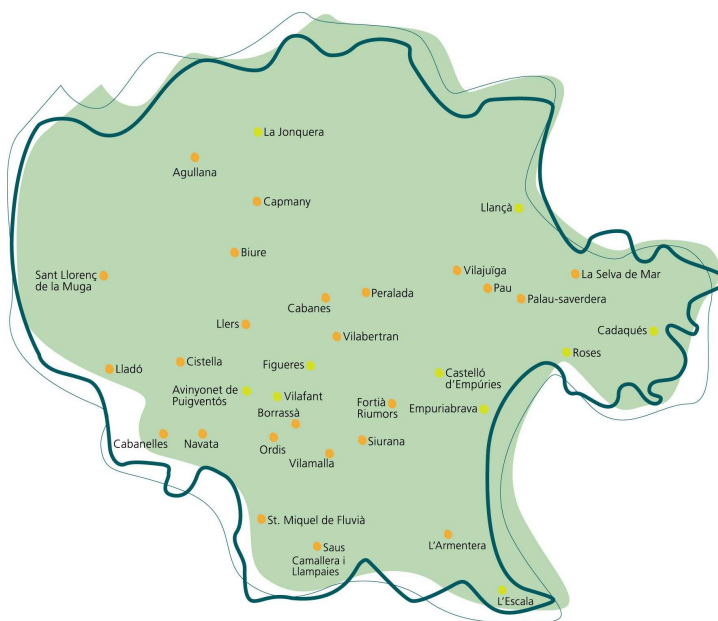 La Jonquera
Agullana
Capmany
Llançà
Biure
Sant Llorenç
de la Muga
Vilajuïga
La Selva de Mar
Pau
Palau-saverdera
Peralada
Cabanes
Llers
Vilabertran
Cadaqués
Roses
Lladó
Cistella
Figueres
Castelló
d'Empúries
Avinyonet de
Puigventós
Vilafant
Borrassà
Fortià
Riumors
Empuriabrava
Cabanelles
Navata
Ordis
Siurana
Vilamalla
St. Miquel de Fluvià
Saus
Camallera i
Llampaies
L'Armentera
L'Escala